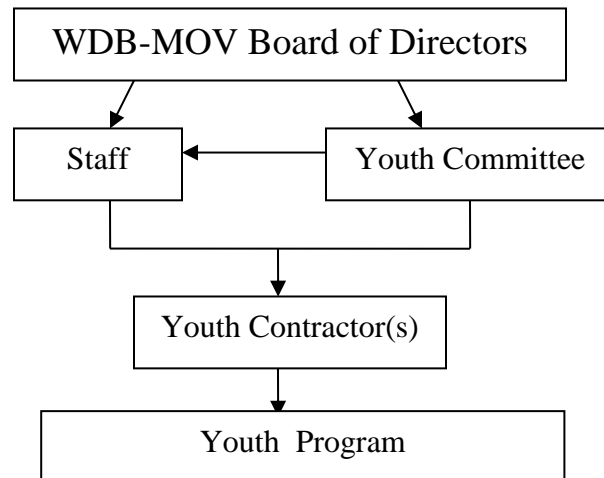 WDB-MOV Board of Directors
Staff
Youth Committee
Youth Contractor(s)
Youth Program